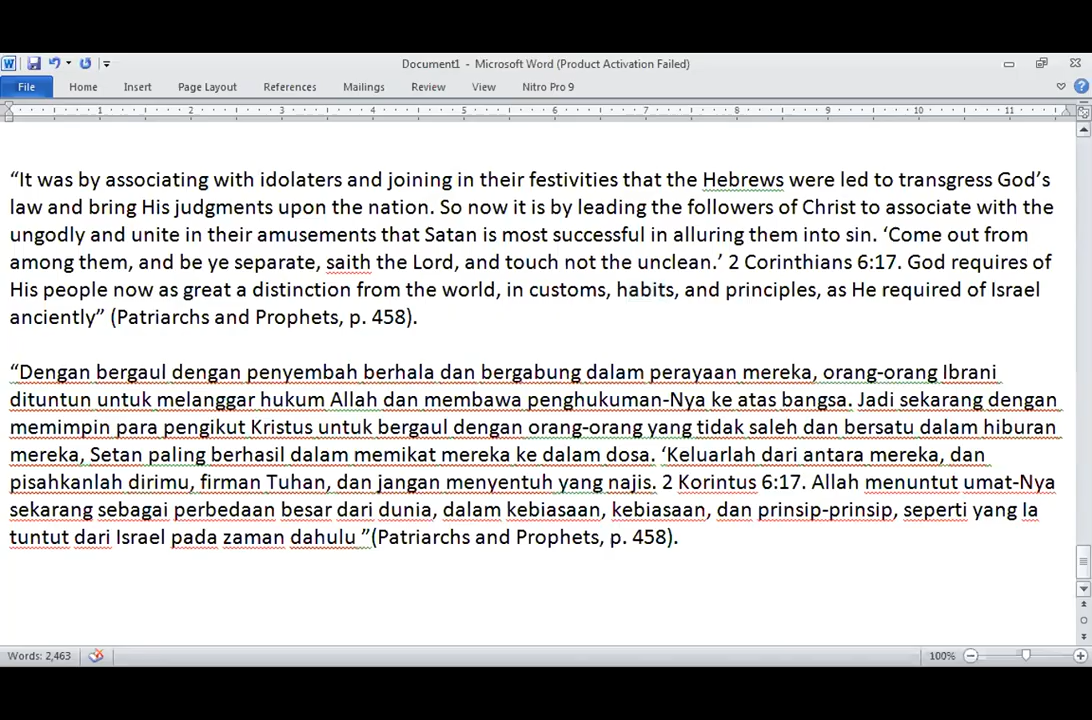 Document1 - Microsoft Word (Product Activation Failed)
File Home Insert Page Layout References Mailings Review View Nitro Pro 9
1 2 3 4 5 6 7 8 9 10 11
“It was by associating with idolaters and joining in their festivities that the Hebrews were led to transgress God’s
law and bring His judgments upon the nation. So now it is by leading the followers of Christ to associate with the
ungodly and unite in their amusements that Satan is most successful in alluring them into sin. ‘Come out from
among them, and be ye separate, saith the Lord, and touch not the unclean.’ 2 Corinthians 6:17. God requires of
His people now as great a distinction from the world, in customs, habits, and principles, as He required of Israel
anciently” (Patriarchs and Prophets, p. 458).
“Dengan bergaul dengan penyembah berhala dan bergabung dalam perayaan mereka, orang-orang Ibrani
dituntun untuk melanggar hukum Allah dan membawa penghukuman-Nya ke atas bangsa. Jadi sekarang dengan
memimpin para pengikut Kristus untuk bergaul dengan orang-orang yang tidak saleh dan bersatu dalam hiburan
mereka, Setan paling berhasil dalam memikat mereka ke dalam dosa. ‘Keluarlah dari antara mereka, dan
pisahkanlah dirimu, firman Tuhan, dan jangan menyentuh yang najis. 2 Korintus 6:17. Allah menuntut umat-Nya
sekarang sebagai perbedaan besar dari dunia, dalam kebiasaan, kebiasaan, dan prinsip-prinsip, seperti yang Ia
tuntut dari Israel pada zaman dahulu ”(Patriarchs and Prophets, p. 458).
Words: 2,463 100%